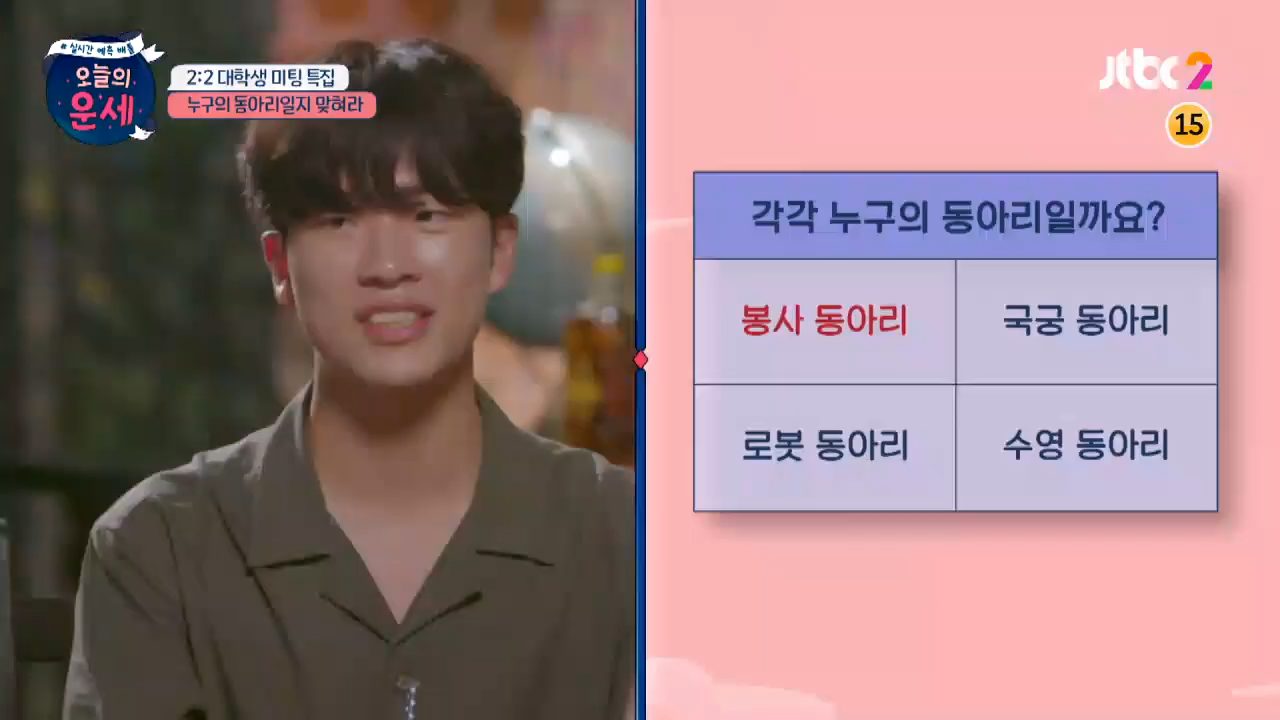 # 실시간 예측 배틀
오늘의
운세
2:2 대학생 미팅 특집
누구의 동아리일지 맞혀라
jtbc 2
15
각각 누구의 동아리일까요?
봉사 동아리
국궁 동아리
로봇 동아리
수영 동아리